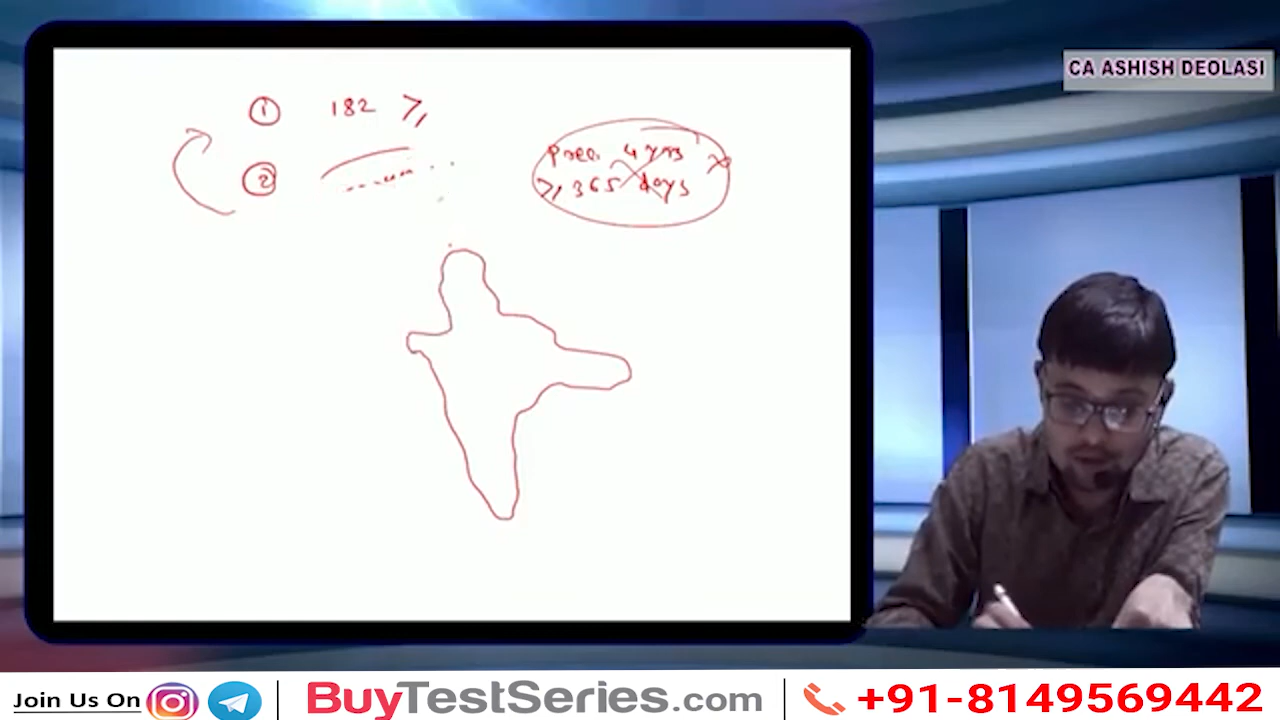 CA ASHISH DEOLASI
① 182 ≥
②
prec. 4 yrs
≥ 365 days
Join Us On
BuyTestSeries.com
+91-8149569442